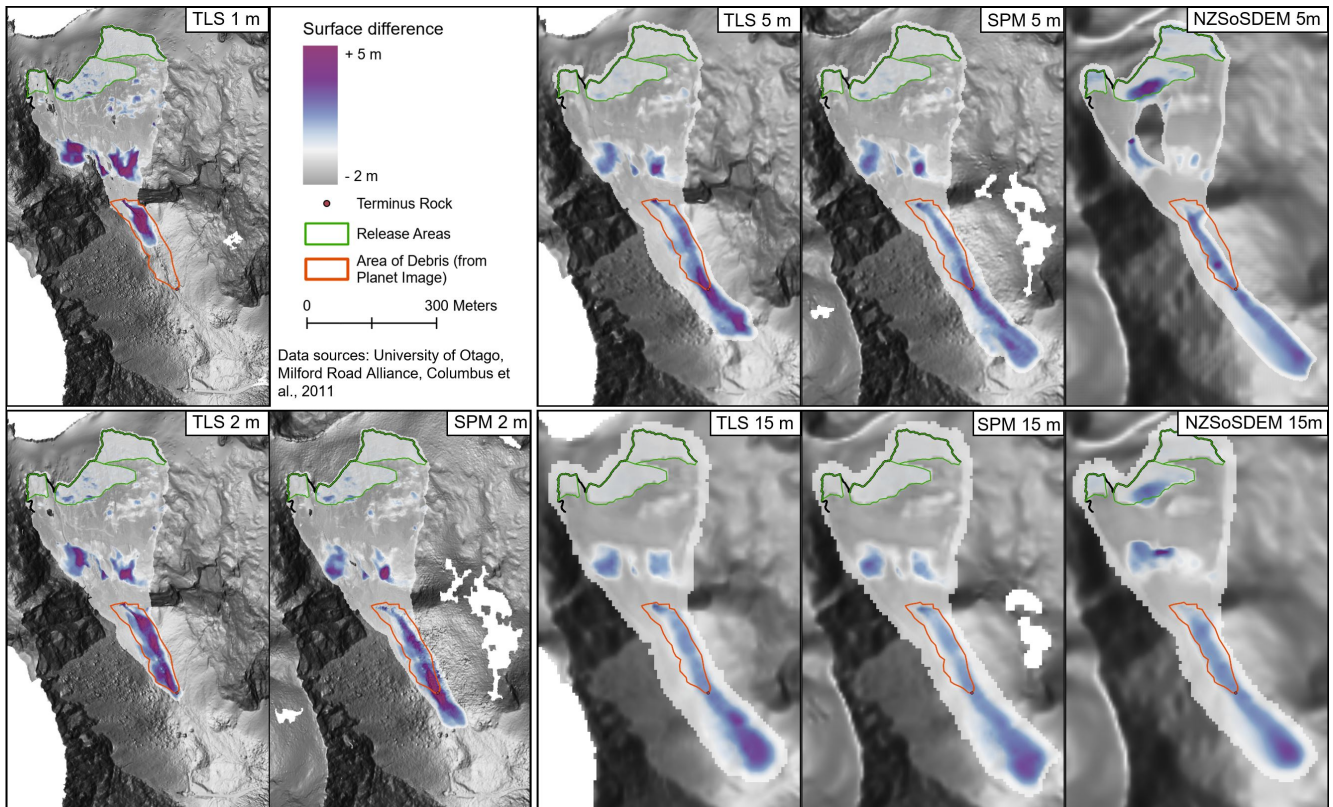 TLS 1 m
Surface difference
+ 5 m
- 2 m
Terminus Rock
Release Areas
Area of Debris (from
Planet Image)
0 300 Meters
Data sources: University of Otago,
Milford Road Alliance, Columbus et
al., 2011
TLS 5 m
SPM 5 m
NZSoSDEM 5m
TLS 2 m
SPM 2 m
TLS 15 m
SPM 15 m
NZSoSDEM 15m